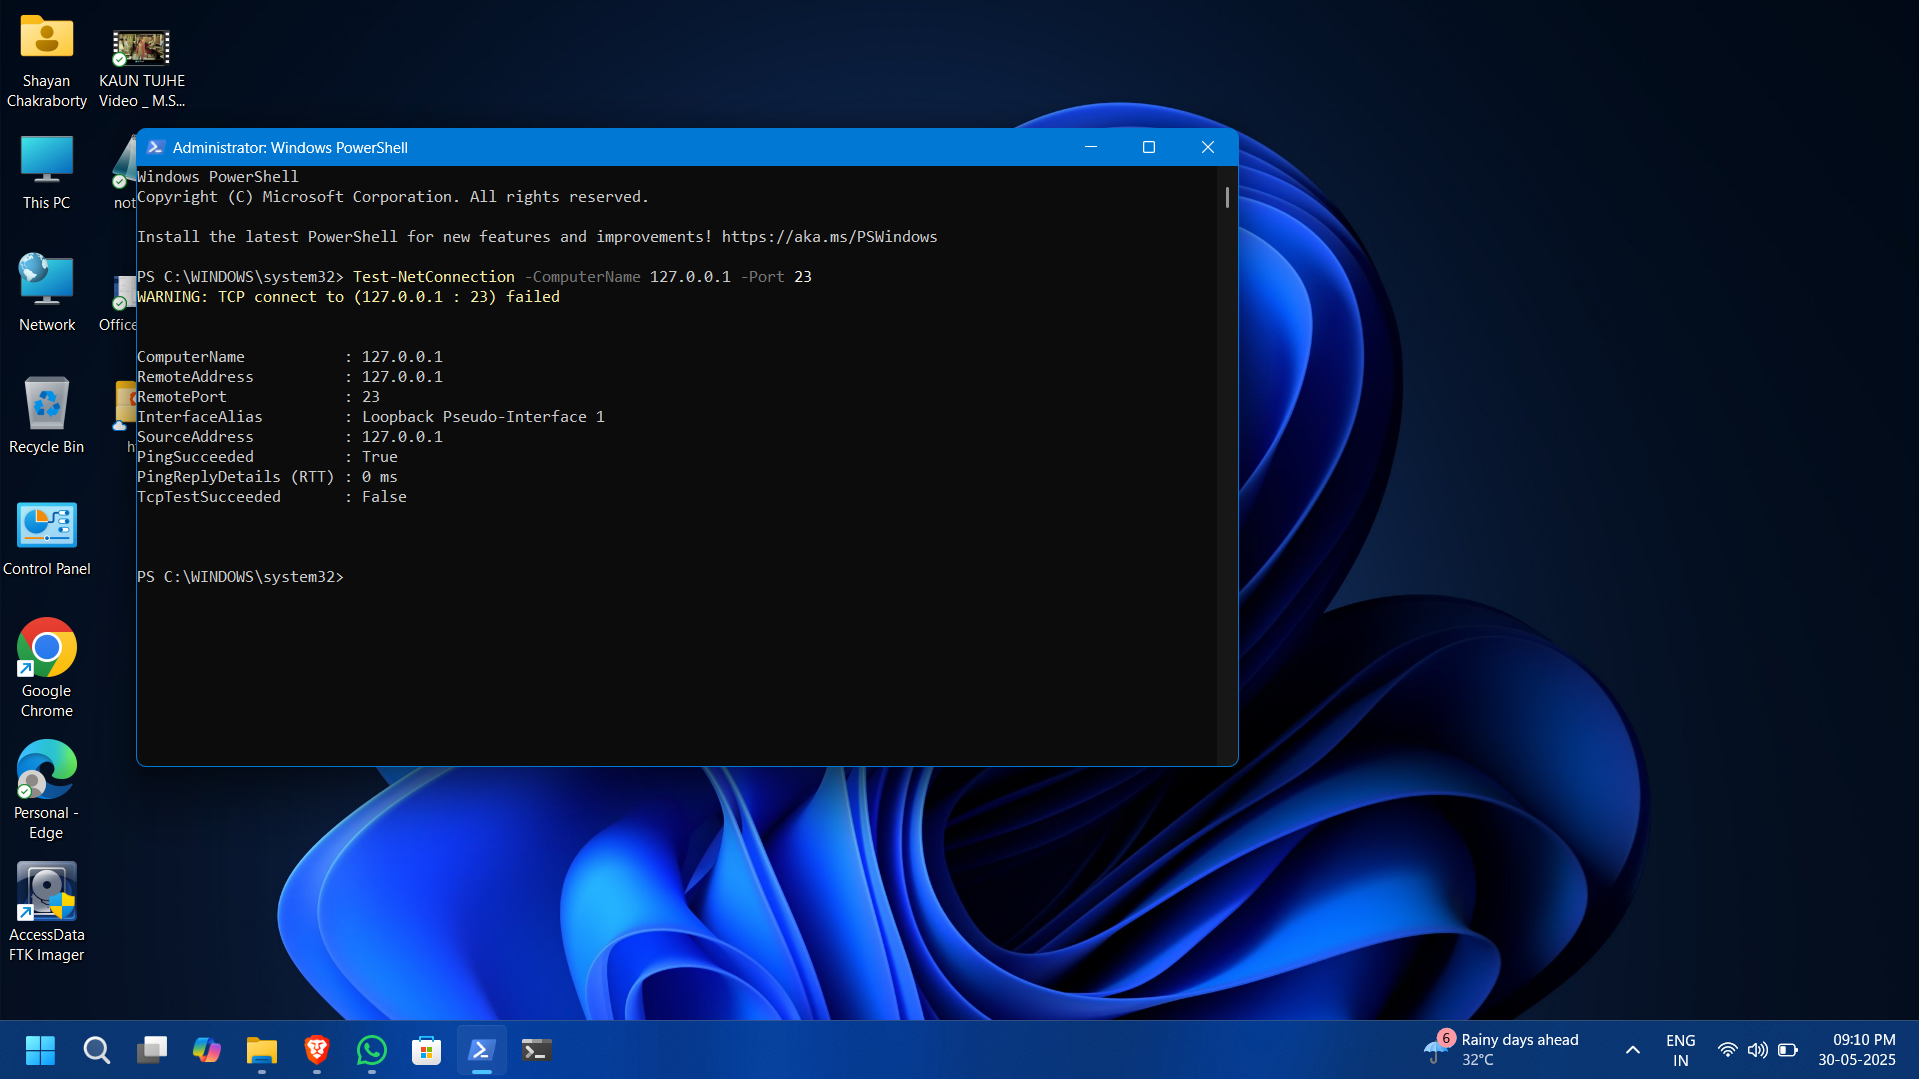 Shayan
Chakraborty
KAUN TUJHE
Video _ M.S...
This PC
Network
Recycle Bin
Control Panel
Google
Chrome
Personal -
Edge
AccessData
FTK Imager
not
Office
Administrator: Windows PowerShell
Windows PowerShell
Copyright (C) Microsoft Corporation. All rights reserved.
Install the latest PowerShell for new features and improvements! https://aka.ms/PSWindows
PS C:\WINDOWS\system32> Test-NetConnection -ComputerName 127.0.0.1 -Port 23
WARNING: TCP connect to (127.0.0.1 : 23) failed
ComputerName : 127.0.0.1
RemoteAddress : 127.0.0.1
RemotePort : 23
InterfaceAlias : Loopback Pseudo-Interface 1
SourceAddress : 127.0.0.1
PingSucceeded : True
PingReplyDetails (RTT) : 0 ms
TcpTestSucceeded : False
PS C:\WINDOWS\system32>
6
Rainy days ahead
32°C
ENG
IN
09:10 PM
30-05-2025